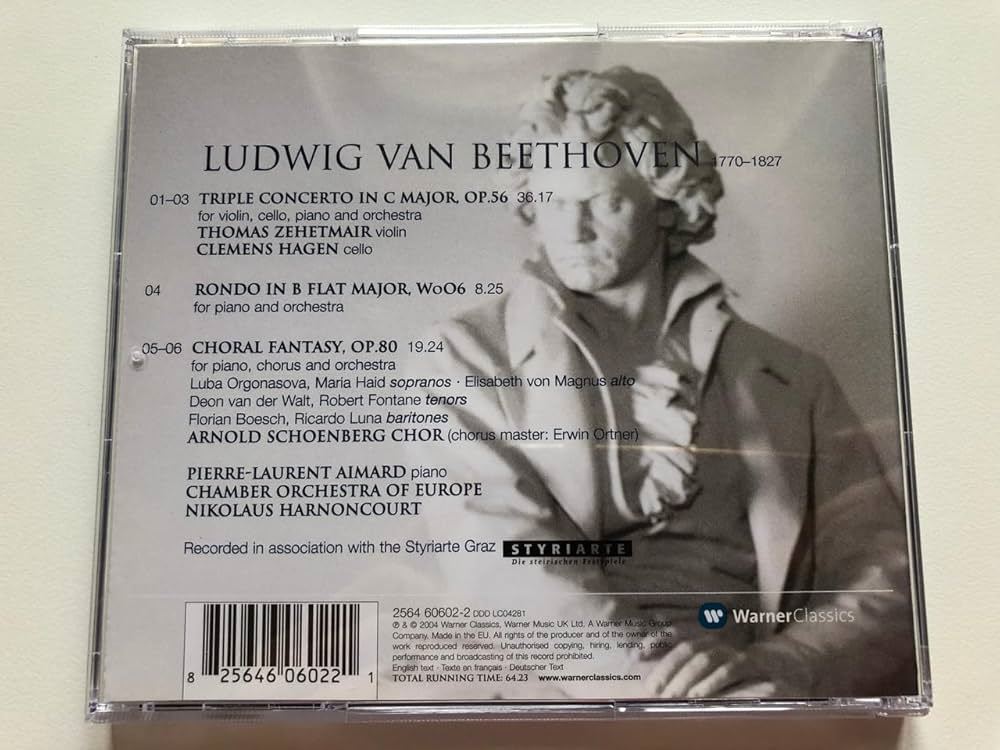 LUDWIG VAN BEETHOVEN 1770–1827
01–03 TRIPLE CONCERTO IN C MAJOR, OP.56 36.17
for violin, cello, piano and orchestra
THOMAS ZEHETMAIR violin
CLEMENS HAGEN cello
04 RONDO IN B FLAT MAJOR, WoO6 8.25
for piano and orchestra
05–06 CHORAL FANTASY, OP.80 19.24
for piano, chorus and orchestra
Luba Orgonasova, Maria Haid sopranos · Elisabeth von Magnus alto
Deon van der Walt, Robert Fontane tenors
Florian Boesch, Ricardo Luna baritones
ARNOLD SCHOENBERG CHOR (chorus master: Erwin Ortner)
PIERRE-LAURENT AIMARD piano
CHAMBER ORCHESTRA OF EUROPE
NIKOLAUS HARNONCOURT
Recorded in association with the Styriarte Graz STYRIARTE
Die steirischen Festspiele
2564 60602-2 DDD LC04281
℗ & © 2004 Warner Classics, Warner Music UK Ltd. A Warner Music Group
Company. Made in the EU. All rights of the producer and of the owner of the
work reproduced reserved. Unauthorised copying, hiring, lending, public
performance and broadcasting of this record prohibited.
English text · Texte en français · Deutscher Text
TOTAL RUNNING TIME: 64.23 www.warnerclassics.com
WarnerClassics
8 25646 06022 1